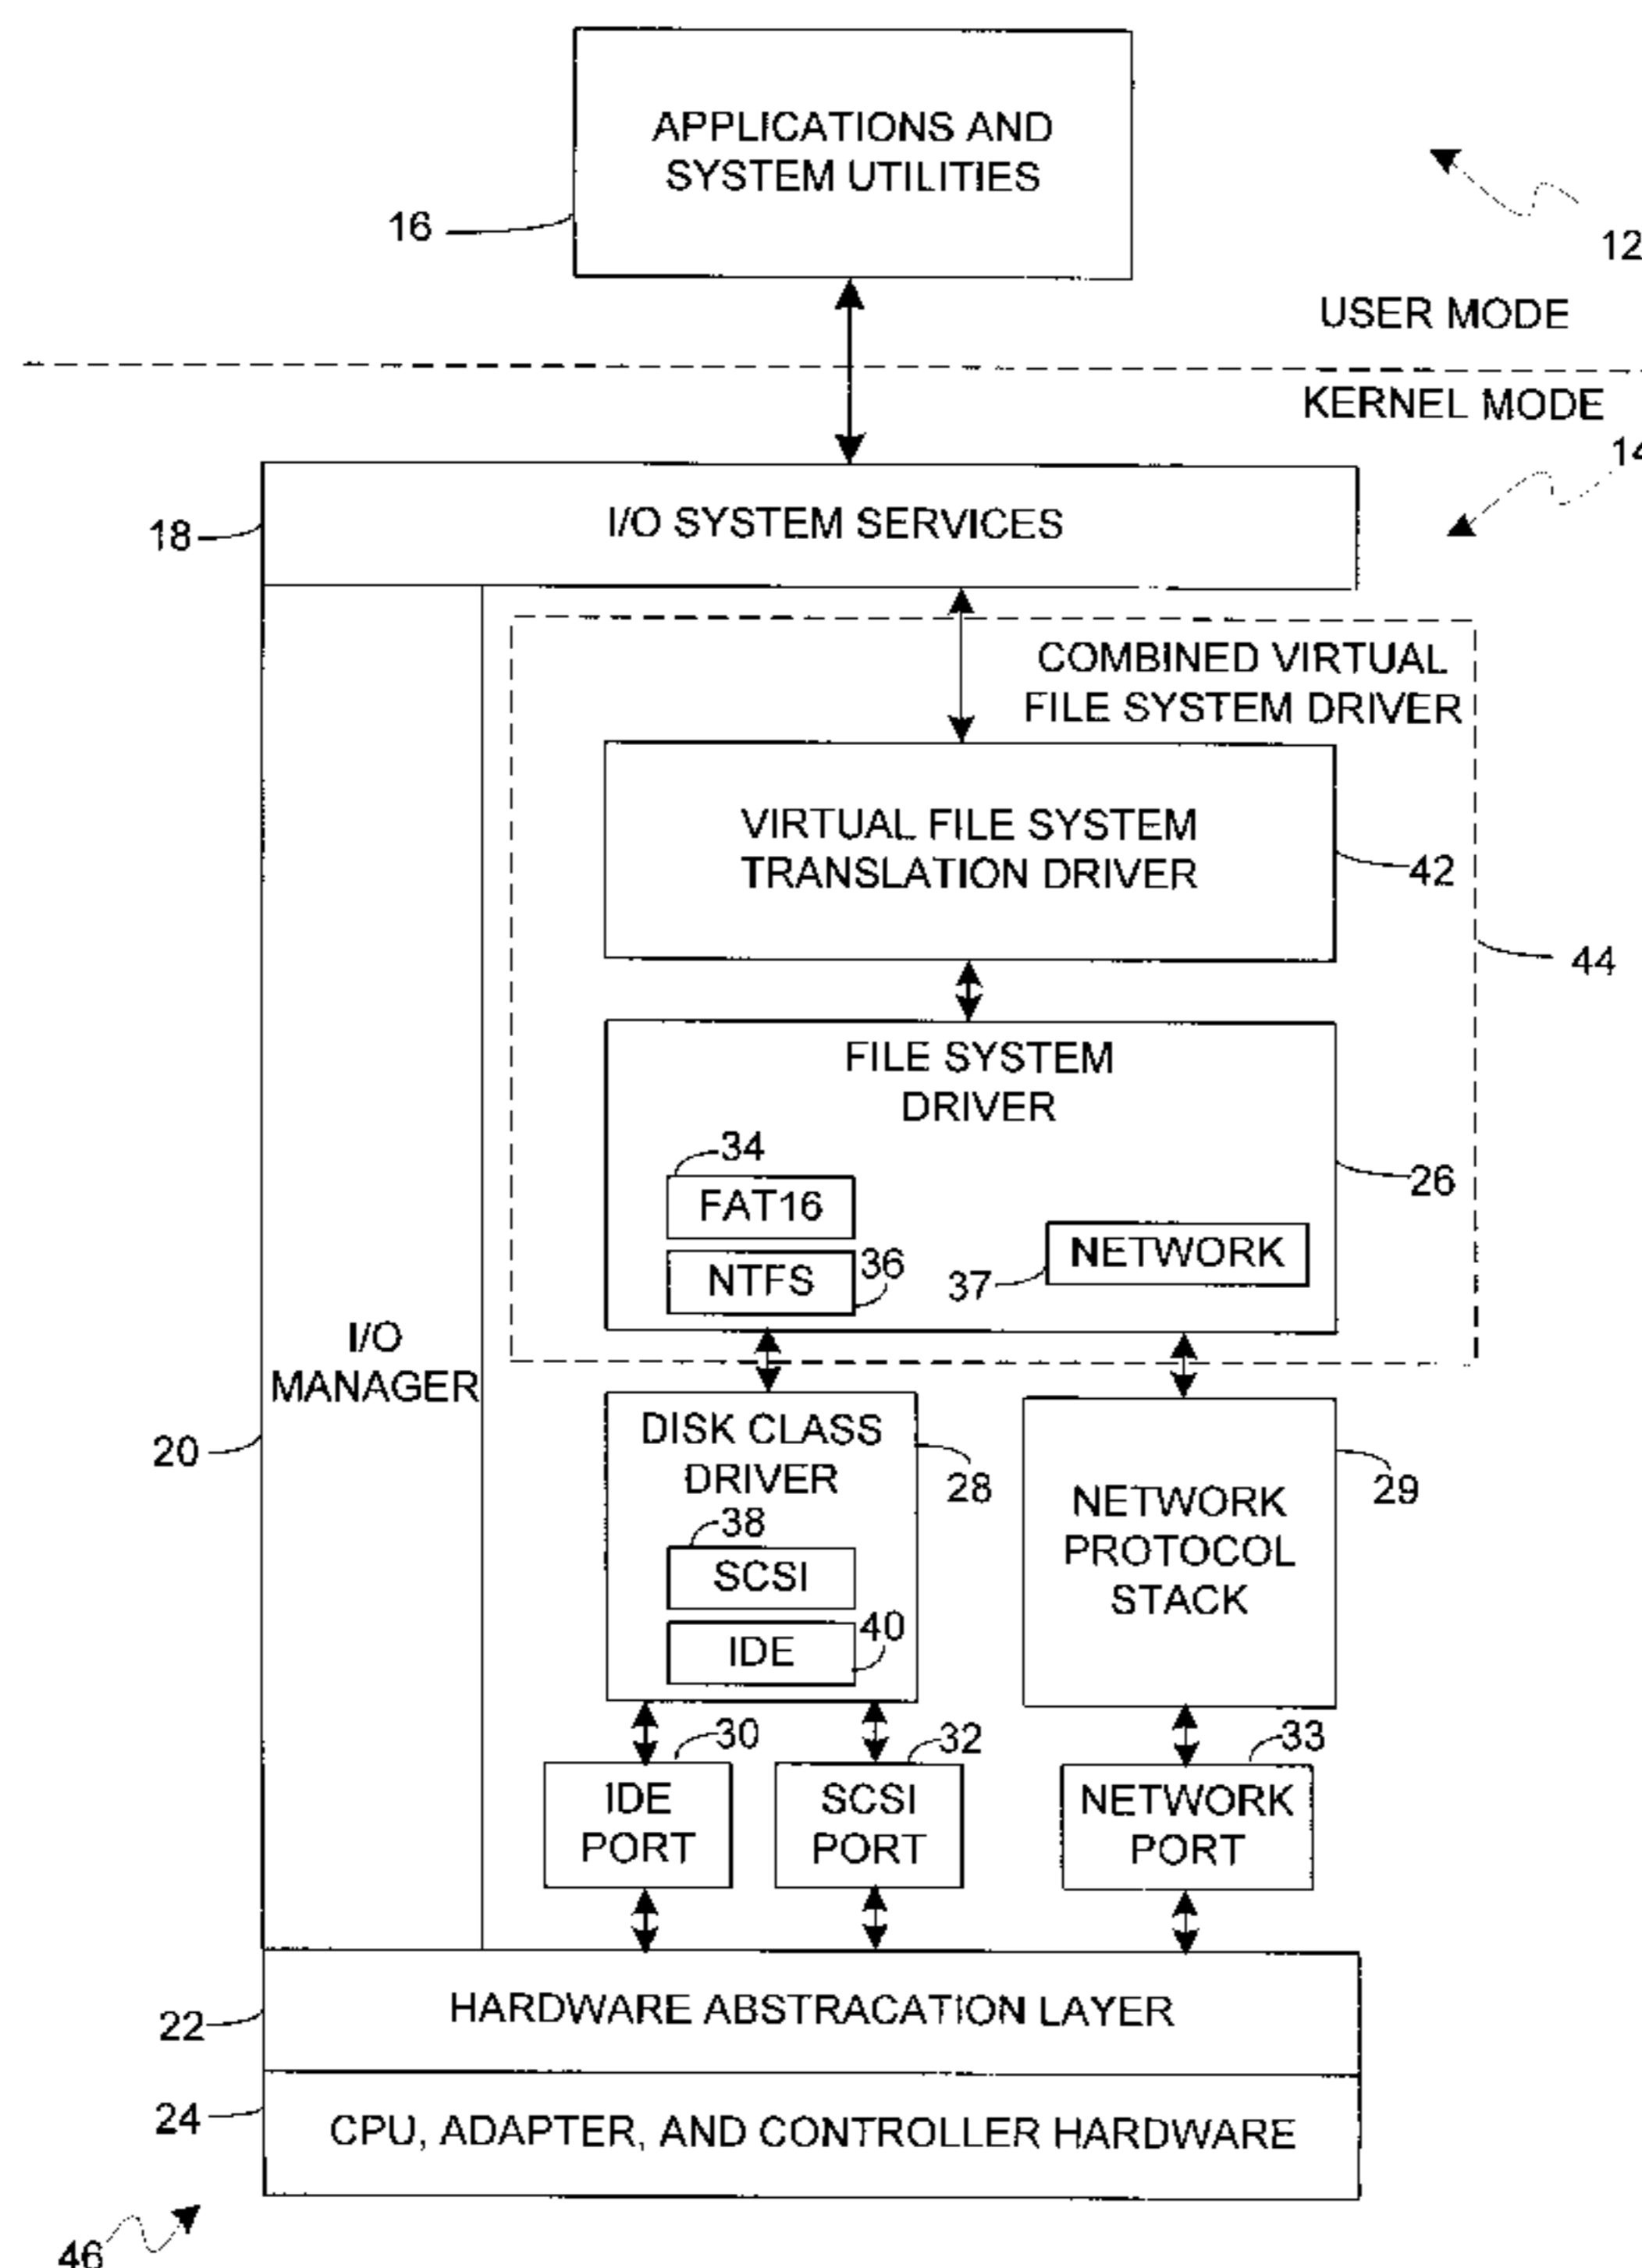 APPLICATIONS AND
SYSTEM UTILITIES
16
12
USER MODE
KERNEL MODE
14
I/O SYSTEM SERVICES
18
COMBINED VIRTUAL
FILE SYSTEM DRIVER
VIRTUAL FILE SYSTEM
TRANSLATION DRIVER
42
44
FILE SYSTEM
DRIVER
34
FAT16
26
NTFS
36
NETWORK
37
I/O
MANAGER
20
DISK CLASS
DRIVER
28
38
SCSI
40
IDE
NETWORK
PROTOCOL
STACK
29
30
IDE
PORT
32
SCSI
PORT
33
NETWORK
PORT
HARDWARE ABSTRACATION LAYER
22
CPU, ADAPTER, AND CONTROLLER HARDWARE
24
46